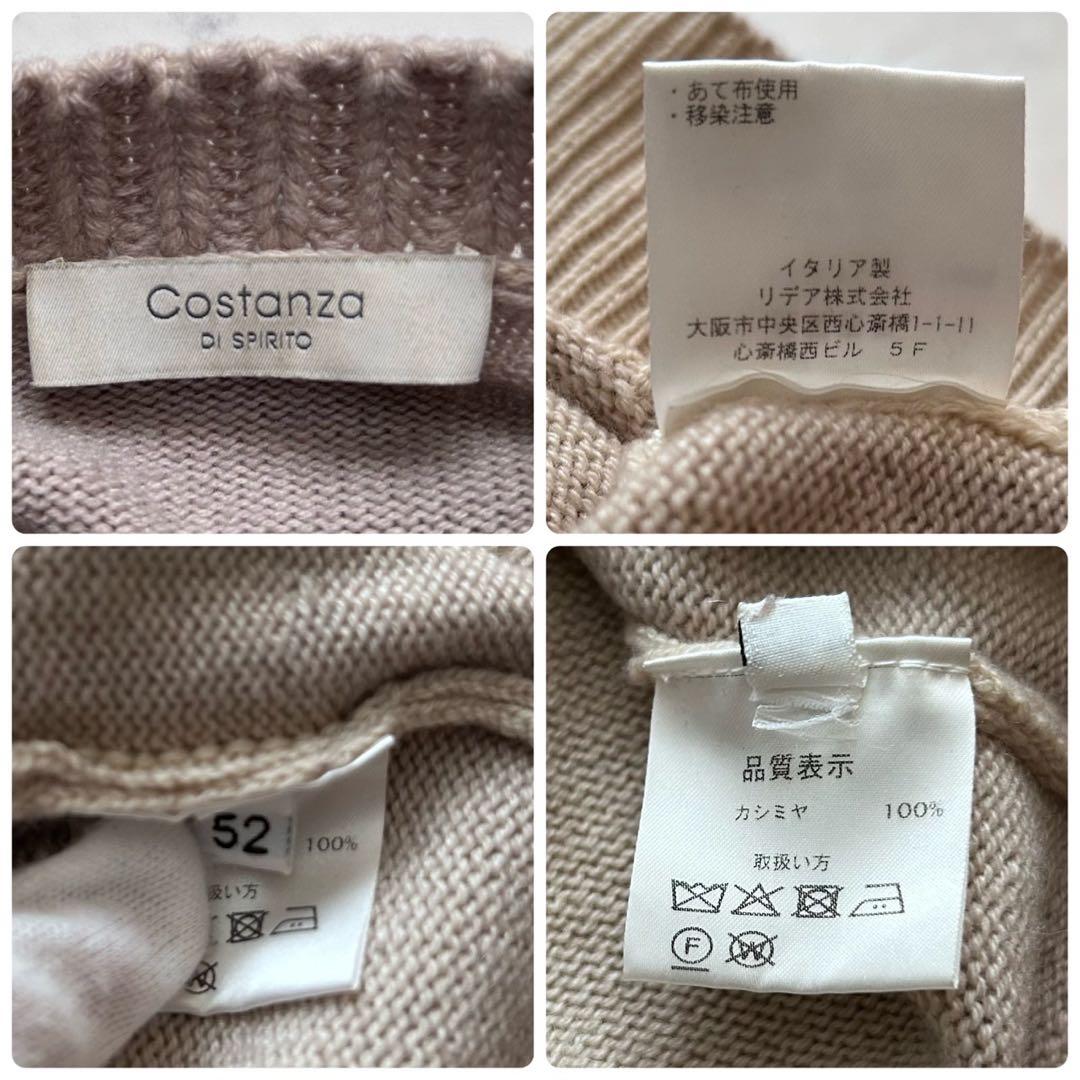 Costanza
DI SPIRITO
・あて布使用
・移染注意
イタリア製
リデア株式会社
大阪市中央区西心斎橋1-1-11
心斎橋西ビル 5F
52
100%
扱い方
品質表示
カシミヤ 100%
取扱い方
F
W